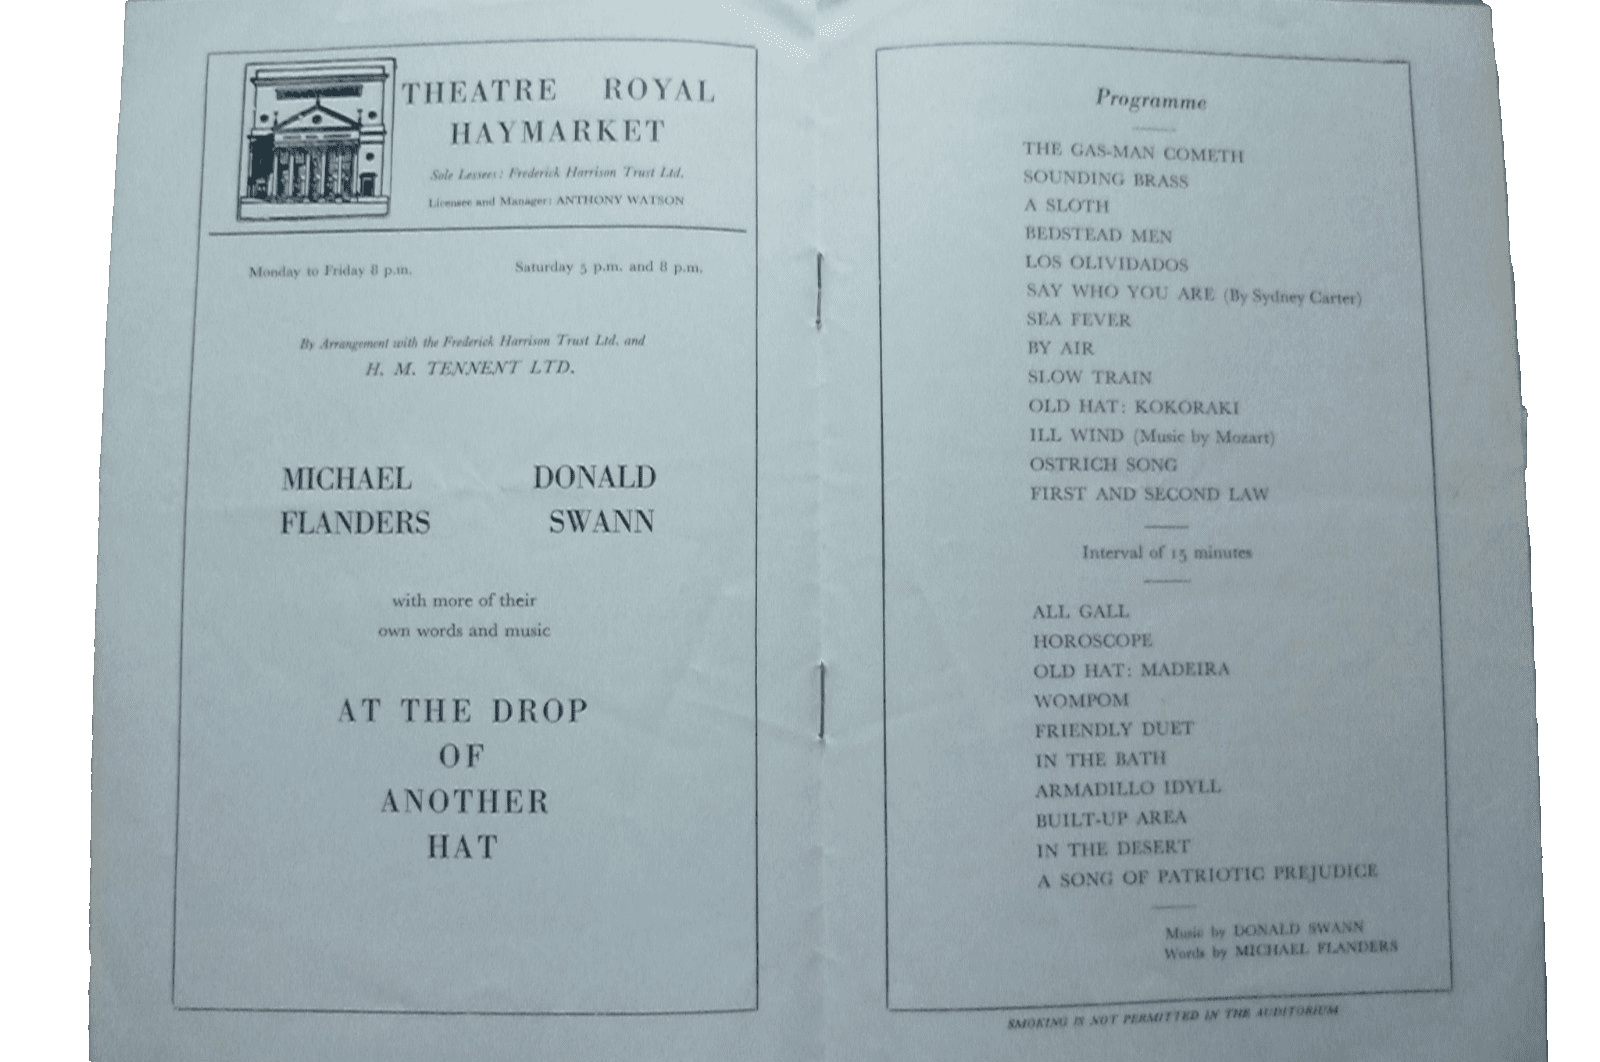 THEATRE ROYAL
HAYMARKET
Sole Lessees: Frederick Harrison Trust Ltd.
Licensee and Manager: ANTHONY WATSON
Monday to Friday 8 p.m. Saturday 5 p.m. and 8 p.m.
By Arrangement with the Frederick Harrison Trust Ltd. and
H. M. TENNENT LTD.
MICHAEL DONALD
FLANDERS SWANN
with more of their
own words and music
AT THE DROP
OF
ANOTHER
HAT
Programme
THE GAS-MAN COMETH
SOUNDING BRASS
A SLOTH
BEDSTEAD MEN
LOS OLIVIDADOS
SAY WHO YOU ARE (By Sydney Carter)
SEA FEVER
BY AIR
SLOW TRAIN
OLD HAT: KOKORAKI
ILL WIND (Music by Mozart)
OSTRICH SONG
FIRST AND SECOND LAW
Interval of 15 minutes
ALL GALL
HOROSCOPE
OLD HAT: MADEIRA
WOMPOM
FRIENDLY DUET
IN THE BATH
ARMADILLO IDYLL
BUILT-UP AREA
IN THE DESERT
A SONG OF PATRIOTIC PREJUDICE
Music by DONALD SWANN
Words by MICHAEL FLANDERS
SMOKING IS NOT PERMITTED IN THE AUDITORIUM